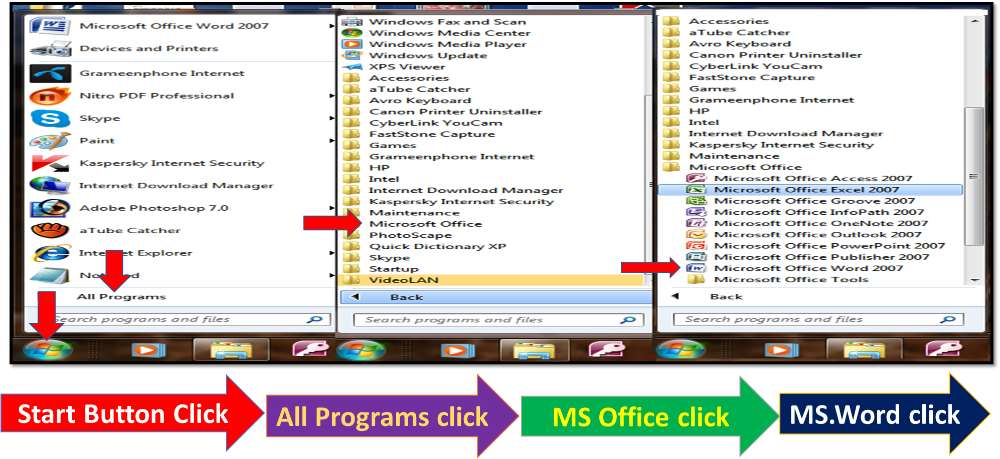 Microsoft Office Word 2007
Devices and Printers
Grameenphone Internet
Nitro PDF Professional
Skype
Paint
Kaspersky Internet Security
Internet Download Manager
Adobe Photoshop 7.0
aTube Catcher
Internet Explorer
All Programs
Search programs and files
Windows Fax and Scan
Windows Media Center
Windows Media Player
Windows Update
XPS Viewer
Accessories
aTube Catcher
Avro Keyboard
Canon Printer Uninstaller
CyberLink YouCam
FastStone Capture
Games
Grameenphone Internet
HP
Intel
Internet Download Manager
Kaspersky Internet Security
Maintenance
Microsoft Office
PhotoScape
Quick Dictionary XP
Skype
Startup
VideoLAN
Back
Search programs and files
Accessories
aTube Catcher
Avro Keyboard
Canon Printer Uninstaller
CyberLink YouCam
FastStone Capture
Games
Grameenphone Internet
HP
Intel
Internet Download Manager
Kaspersky Internet Security
Maintenance
Microsoft Office
Microsoft Office Access 2007
Microsoft Office Excel 2007
Microsoft Office Groove 2007
Microsoft Office InfoPath 2007
Microsoft Office OneNote 2007
Microsoft Office Outlook 2007
Microsoft Office PowerPoint 2007
Microsoft Office Publisher 2007
Microsoft Office Word 2007
Microsoft Office Tools
Back
Search programs and files
Start Button Click
All Programs click
MS Office click
MS.Word click